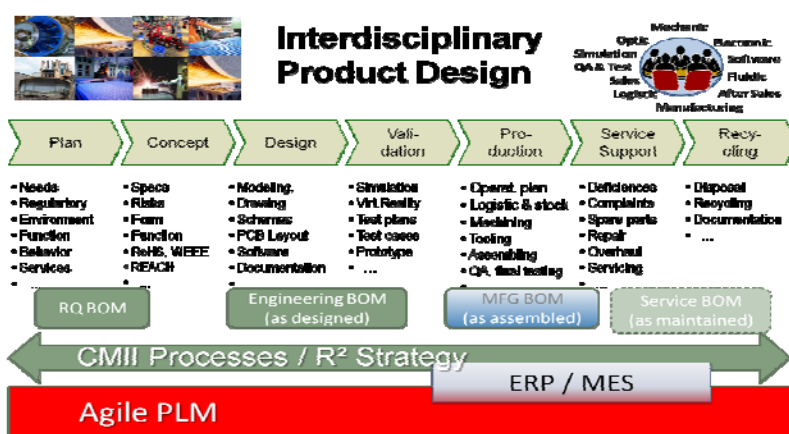 Interdisciplinary
Product Design
Mechanic
Optic
Electronic
Simulation
Software
QA & Test
Fluidic
Sales
After Sales
Logistic
Manufacturing
Plan
Concept
Design
Vali-
dation
Pro-
duction
Service
Support
Recy-
cling
• Needs
• Regulartory
• Environment
• Function
• Behavior
• Services
• ...
• Specs
• Risks
• Form
• Function
• RoHS, WEEE
• REACH
• ...
• Modeling,
• Drawing
• Schemas
• PCB Layout
• Software
• Documentation
• Simulation
• Virt. Reality
• Test plans
• Test cases
• Prototype
• ...
• Operat. plan
• Logistic & stock
• Machining
• Tooling
• Assembling
• QA, final testing
• Deficiences
• Complaints
• Spare parts
• Repair
• Overhaul
• Servicing
• Disposal
• Recycling
• Documentation
• ...
RQ BOM
Engineering BOM
(as designed)
MFG BOM
(as assembled)
Service BOM
(as maintained)
CMII Processes / R² Strategy
ERP / MES
Agile PLM